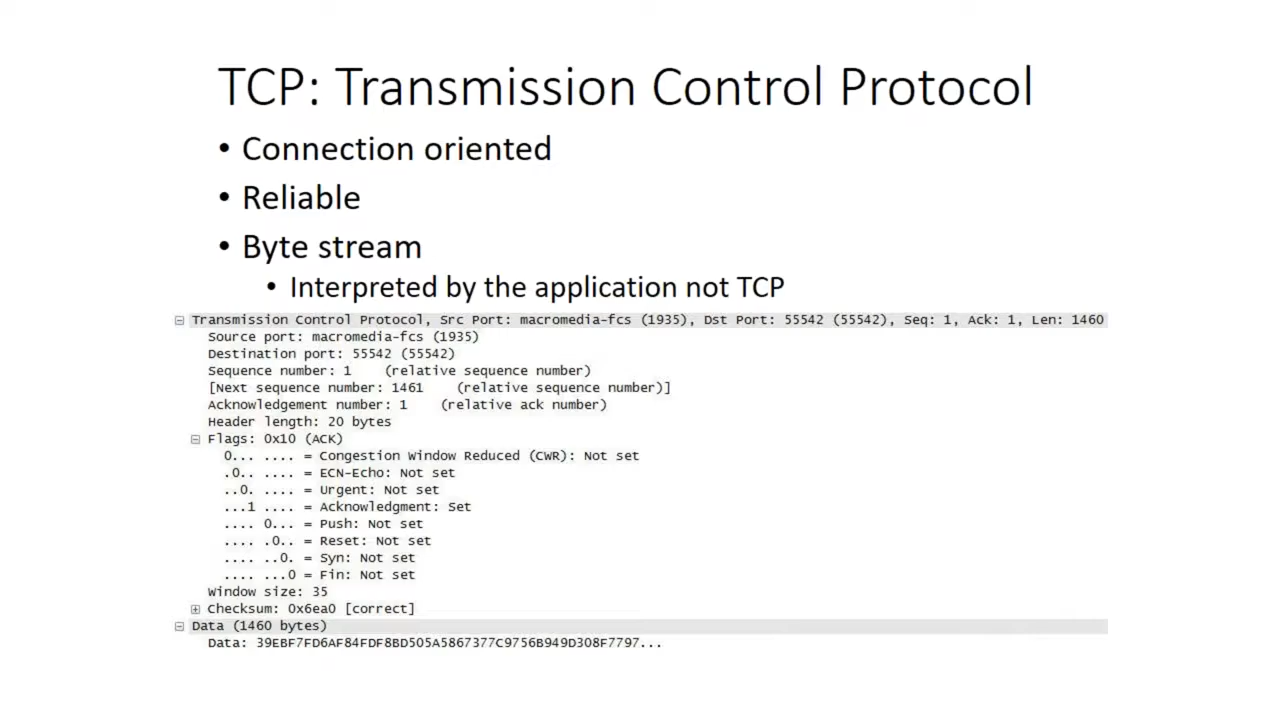 TCP: Transmission Control Protocol
• Connection oriented
• Reliable
• Byte stream
• Interpreted by the application not TCP
Transmission Control Protocol, Src Port: macromedia-fcs (1935), Dst Port: 55542 (55542), Seq: 1, Ack: 1, Len: 1460
Source port: macromedia-fcs (1935)
Destination port: 55542 (55542)
Sequence number: 1    (relative sequence number)
[Next sequence number: 1461    (relative sequence number)]
Acknowledgement number: 1    (relative ack number)
Header length: 20 bytes
Flags: 0x10 (ACK)
0... .... = Congestion Window Reduced (CWR): Not set
.0.. .... = ECN-Echo: Not set
..0. .... = Urgent: Not set
...1 .... = Acknowledgment: Set
.... 0... = Push: Not set
.... .0.. = Reset: Not set
.... ..0. = Syn: Not set
.... ...0 = Fin: Not set
Window size: 35
Checksum: 0x6ea0 [correct]
Data (1460 bytes)
Data: 39EBF7FD6AF84FDF8BD505A5867377C9756B949D308F7797...